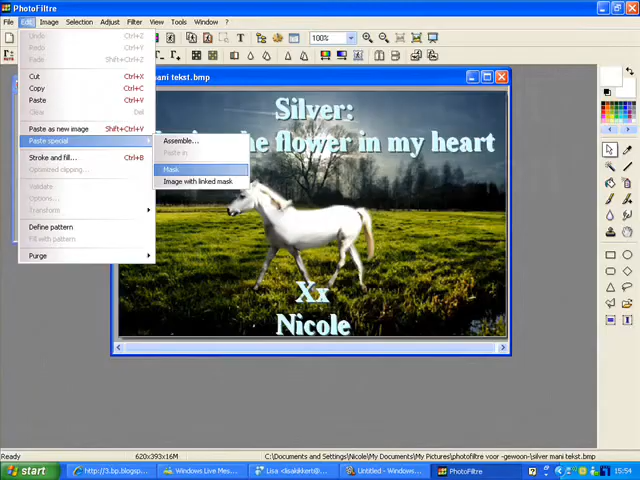 PhotoFiltre
File Edit Image Selection Adjust Filter View Tools Window ?
100%
mani tekst.bmp
Undo Ctrl+Z
Redo Ctrl+Y
Fade Shift+Ctrl+Z
Cut Ctrl+X
Copy Ctrl+C
Paste Ctrl+V
Clear Del
Paste as new image Shift+Ctrl+V
Paste special
Stroke and fill... Ctrl+B
Optimized clipping...
Validate
Options...
Transform
Define pattern
Fill with pattern
Purge
Assemble...
Paste in
Mask
Image with linked mask
Silver:
he flower in my heart
Xx
Nicole
Ready 620x393x16M C:\Documents and Settings\Nicole\My Documents\My Pictures\photofiltre voor -gewoon-\silver mani tekst.bmp
start http://3.bp.blogsp... Windows Live Mess... Lisa <lisakikkert@... Untitled - Windows... PhotoFiltre 15:54